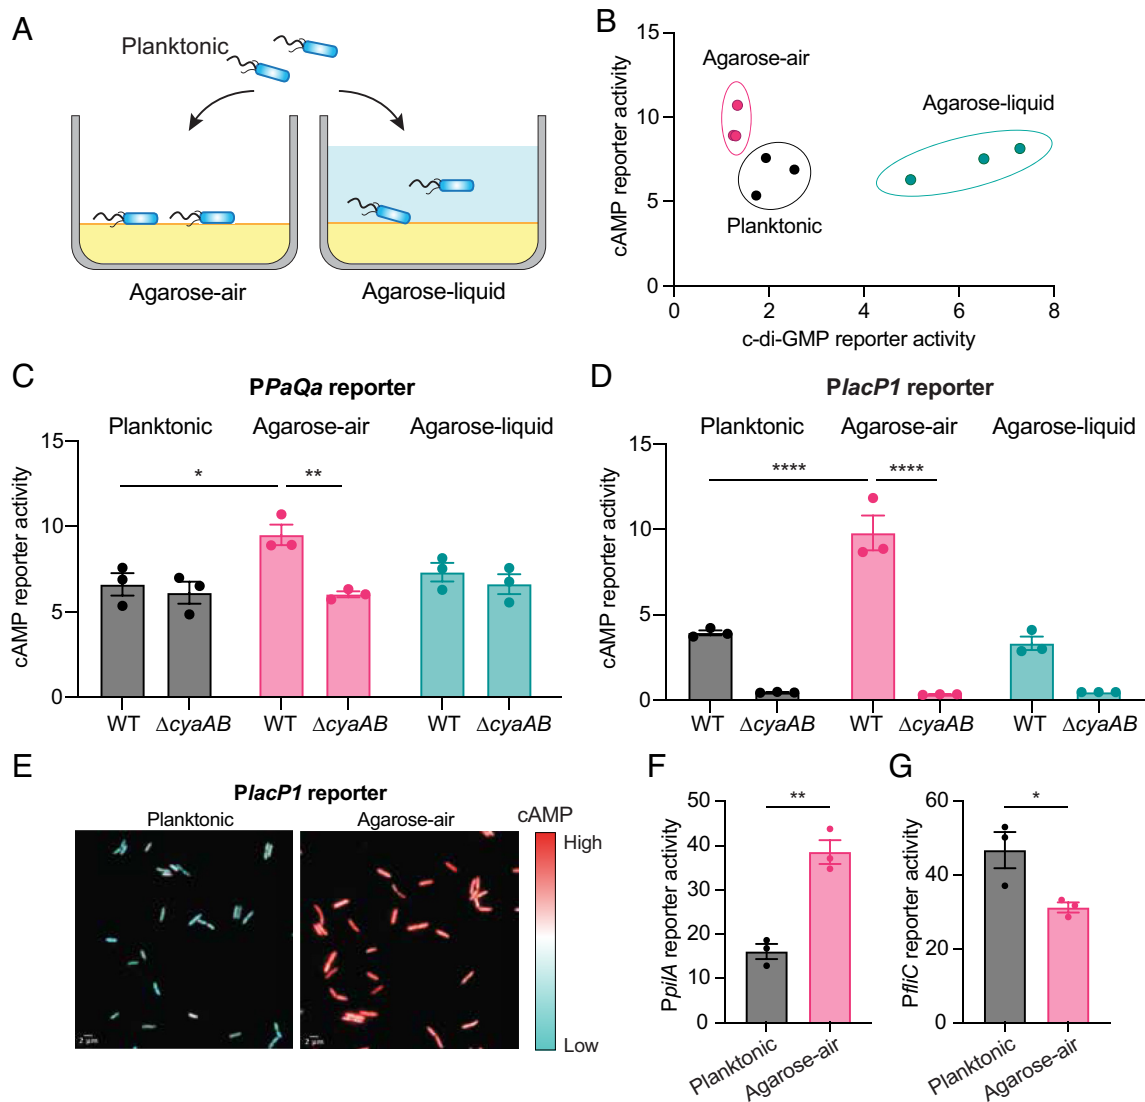 A
Planktonic
Agarose-air
Agarose-liquid
B
cAMP reporter activity
15
10
5
0
Agarose-air
Agarose-liquid
Planktonic
0 2 4 6 8
c-di-GMP reporter activity
C
PPaQa reporter
Planktonic Agarose-air Agarose-liquid
cAMP reporter activity
15
10
5
0
* **
WT ΔcyaAB WT ΔcyaAB WT ΔcyaAB
D
PlacP1 reporter
Planktonic Agarose-air Agarose-liquid
cAMP reporter activity
15
10
5
0
**** ****
WT ΔcyaAB WT ΔcyaAB WT ΔcyaAB
E
PlacP1 reporter
Planktonic Agarose-air
cAMP
High
Low
2 μm
2 μm
F
PpilA reporter activity
50
40
30
20
10
0
**
Planktonic
Agarose-air
G
PfliC reporter activity
60
40
20
0
*
Planktonic
Agarose-air